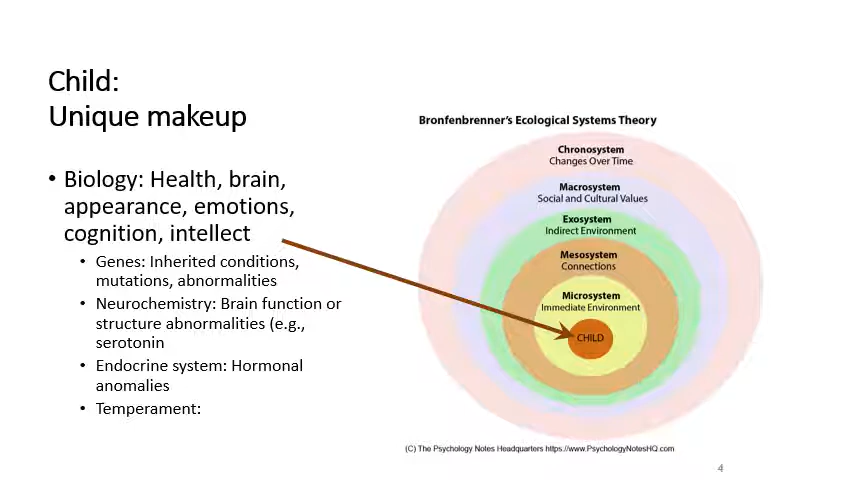 Child:
Unique makeup
• Biology: Health, brain,
appearance, emotions,
cognition, intellect
• Genes: Inherited conditions,
mutations, abnormalities
• Neurochemistry: Brain function or
structure abnormalities (e.g.,
serotonin
• Endocrine system: Hormonal
anomalies
• Temperament:
Bronfenbrenner's Ecological Systems Theory
Chronosystem
Changes Over Time
Macrosystem
Social and Cultural Values
Exosystem
Indirect Environment
Mesosystem
Connections
Microsystem
Immediate Environment
CHILD
(C) The Psychology Notes Headquarters https://www.PsychologyNotesHQ.com
4